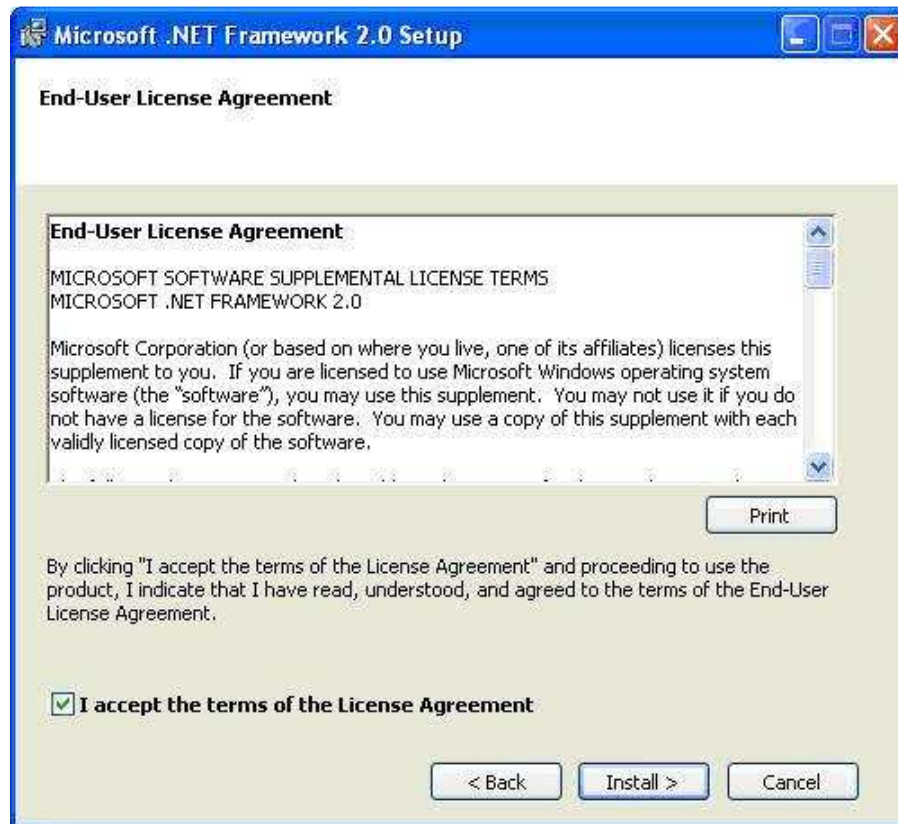 Microsoft .NET Framework 2.0 Setup
End-User License Agreement
End-User License Agreement
MICROSOFT SOFTWARE SUPPLEMENTAL LICENSE TERMS
MICROSOFT .NET FRAMEWORK 2.0
Microsoft Corporation (or based on where you live, one of its affiliates) licenses this
supplement to you.  If you are licensed to use Microsoft Windows operating system
software (the “software”), you may use this supplement.  You may not use it if you do
not have a license for the software.  You may use a copy of this supplement with each
validly licensed copy of the software.
Print
By clicking "I accept the terms of the License Agreement" and proceeding to use the
product, I indicate that I have read, understood, and agreed to the terms of the End-User
License Agreement.
I accept the terms of the License Agreement
< Back
Install >
Cancel